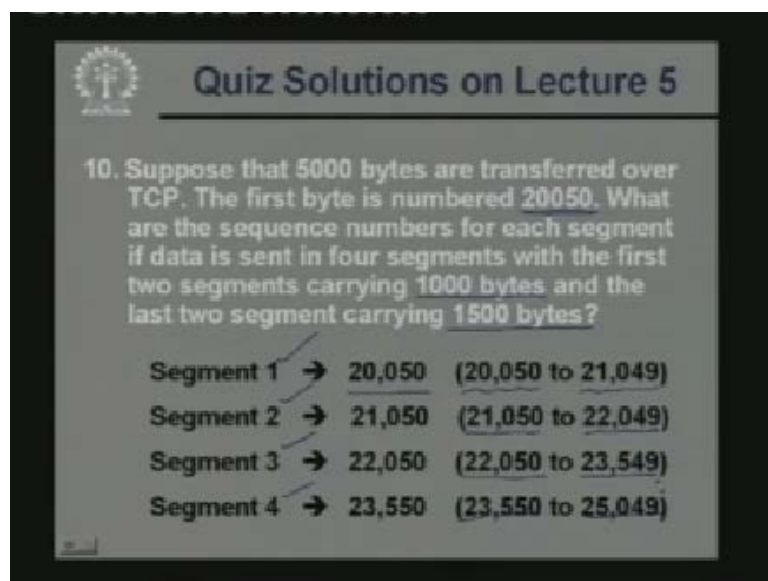 Quiz Solutions on Lecture 5
10. Suppose that 5000 bytes are transferred over
TCP. The first byte is numbered 20050. What
are the sequence numbers for each segment
if data is sent in four segments with the first
two segments carrying 1000 bytes and the
last two segment carrying 1500 bytes?
Segment 1 → 20,050 (20,050 to 21,049)
Segment 2 → 21,050 (21,050 to 22,049)
Segment 3 → 22,050 (22,050 to 23,549)
Segment 4 → 23,550 (23,550 to 25,049)